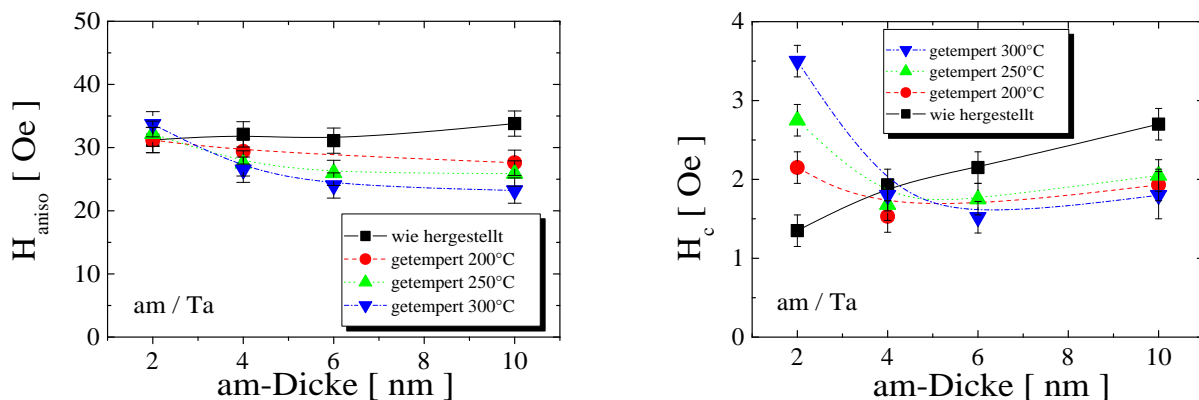 50
40
30
20
10
0
H_aniso [ Oe ]
wie hergestellt
getempert 200°C
getempert 250°C
getempert 300°C
am / Ta
2 4 6 8 10
am-Dicke [ nm ]
4
3
2
1
0
H_c [ Oe ]
getempert 300°C
getempert 250°C
getempert 200°C
wie hergestellt
am / Ta
2 4 6 8 10
am-Dicke [ nm ]